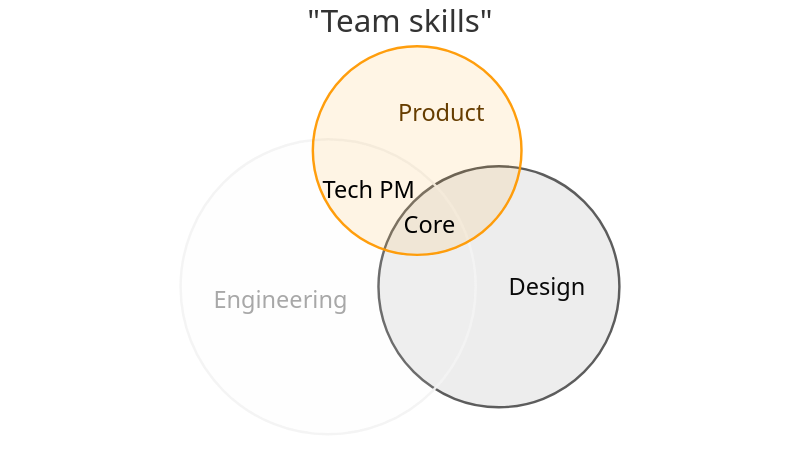 "Team skills"
Product
Tech PM
Core
Design
Engineering